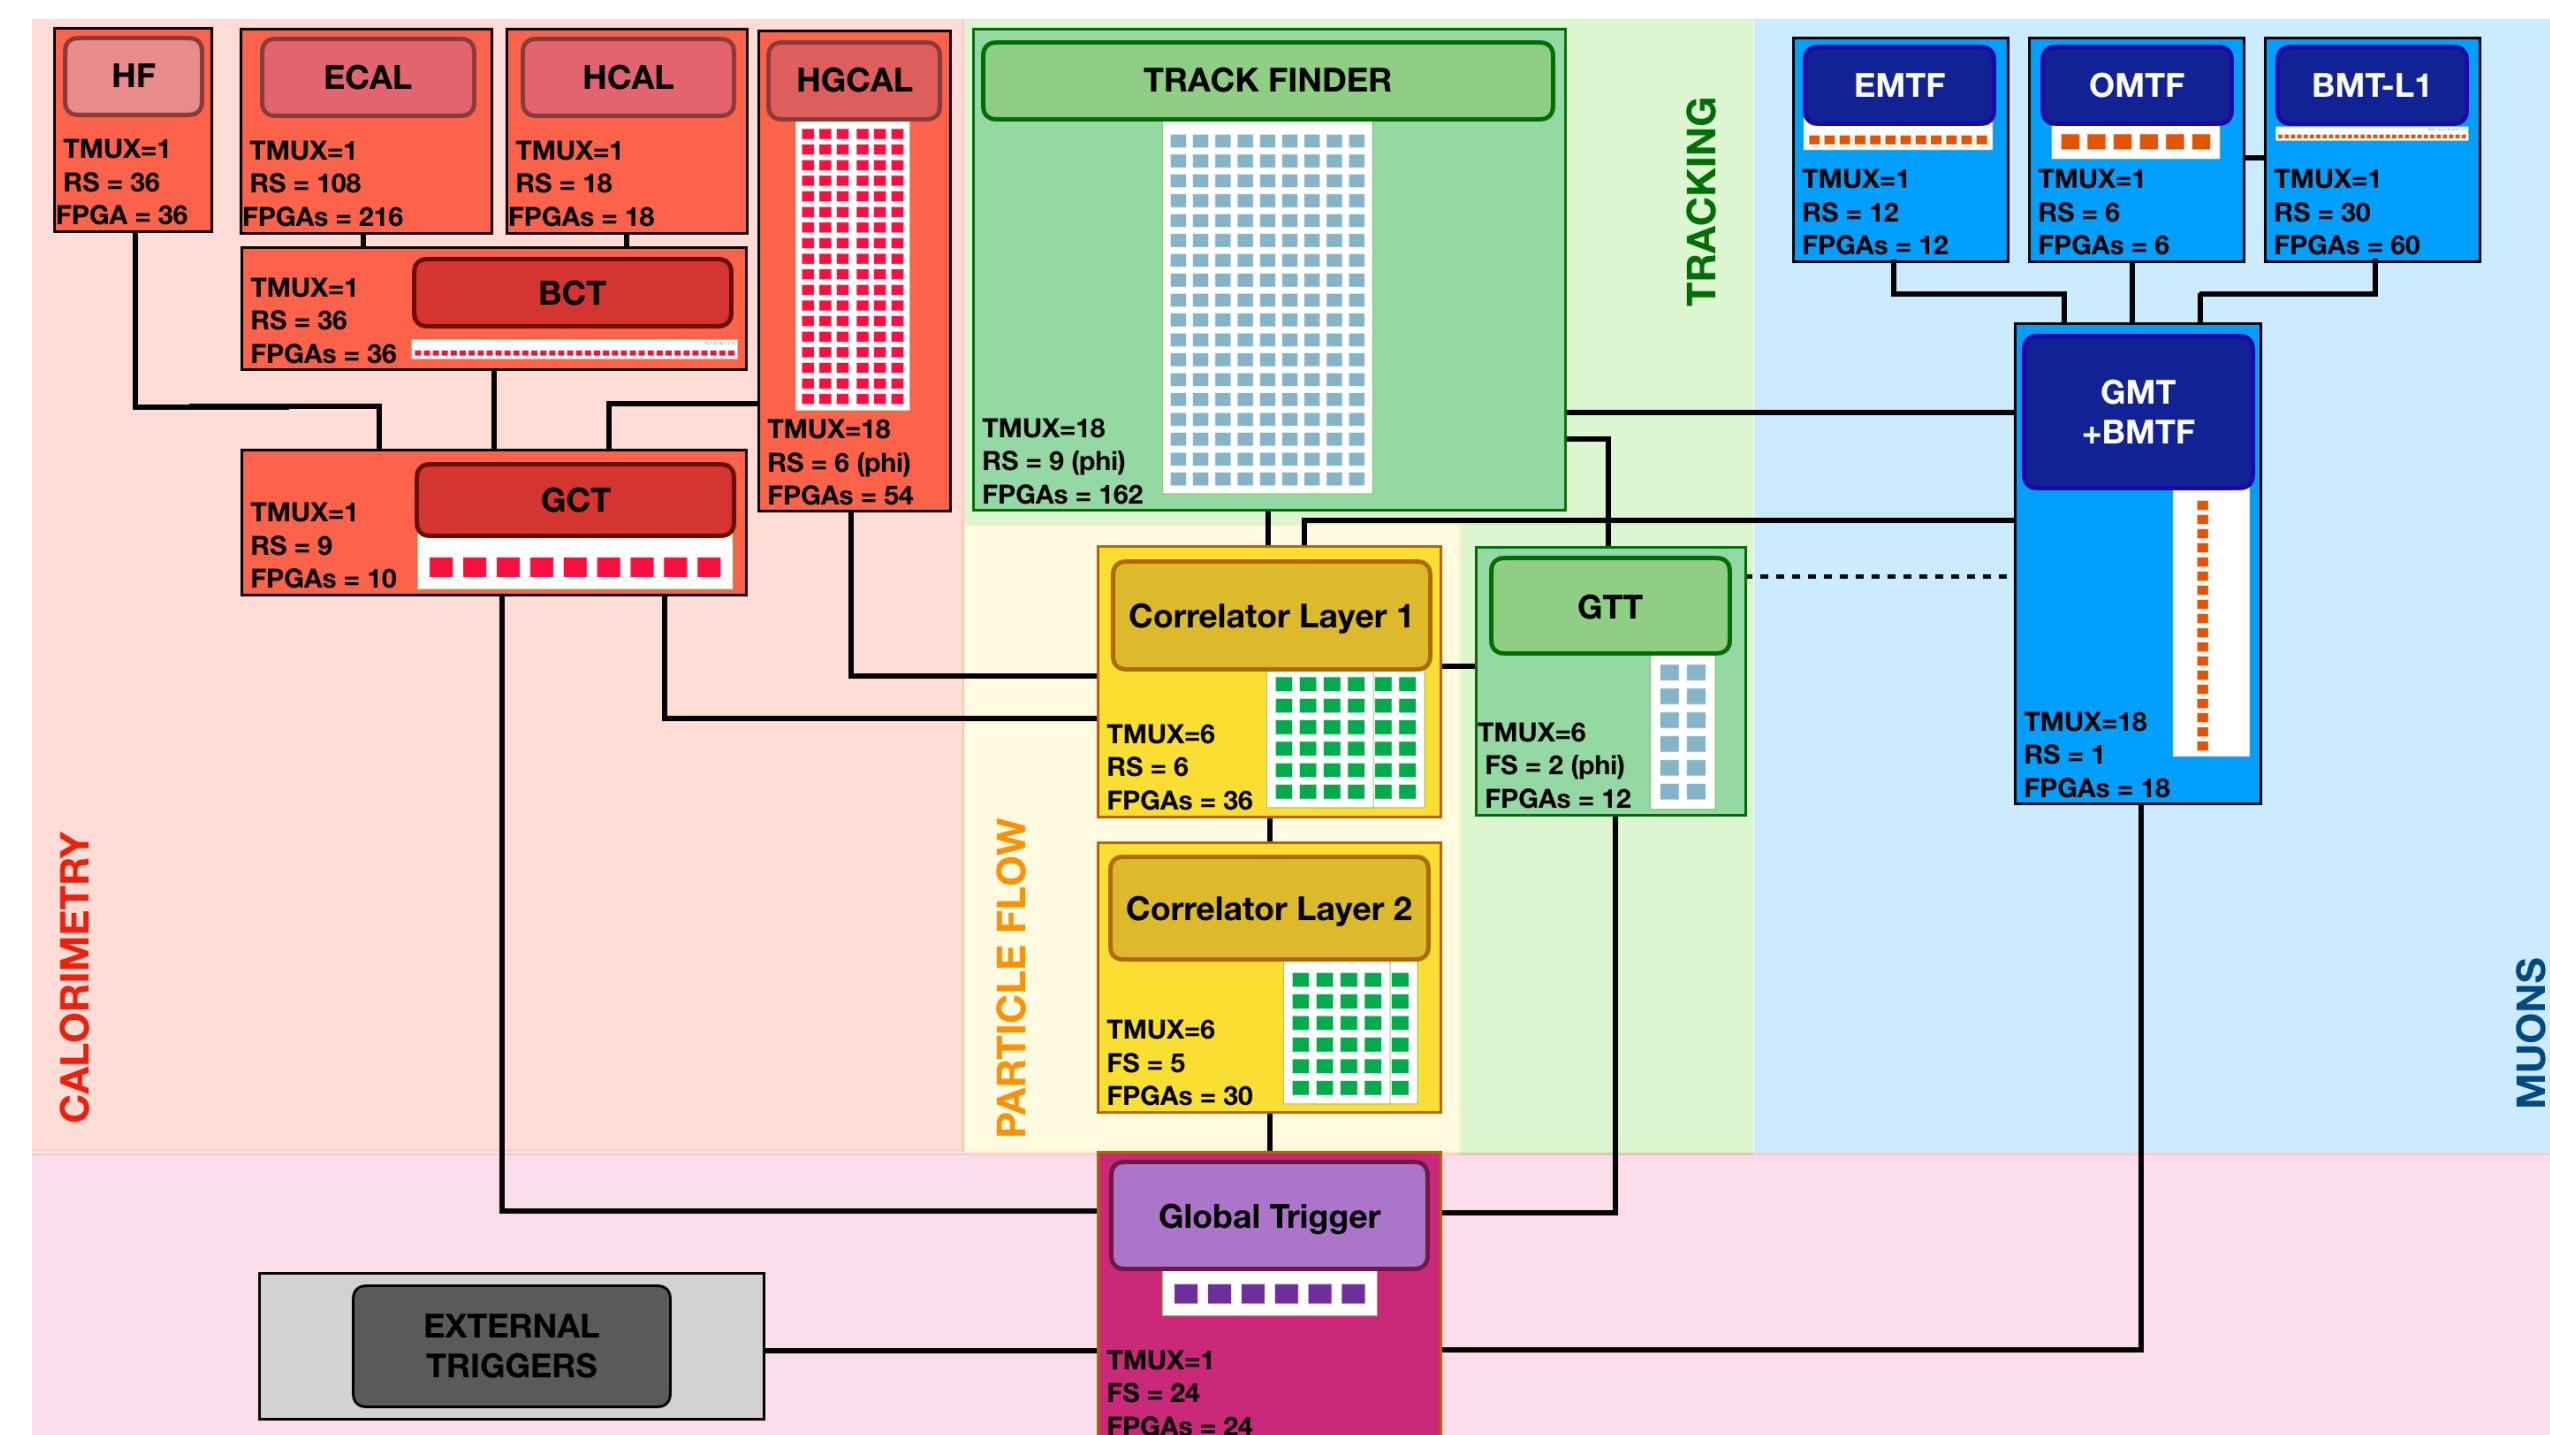 HF
TMUX=1
RS = 36
FPGA = 36
ECAL
TMUX=1
RS = 108
FPGAs = 216
HCAL
TMUX=1
RS = 18
FPGAs = 18
BCT
TMUX=1
RS = 36
FPGAs = 36
HGCAL
TMUX=18
RS = 6 (phi)
FPGAs = 54
GCT
TMUX=1
RS = 9
FPGAs = 10
CALORIMETRY
TRACK FINDER
TMUX=18
RS = 9 (phi)
FPGAs = 162
TRACKING
Correlator Layer 1
TMUX=6
RS = 6
FPGAs = 36
GTT
TMUX=6
FS = 2 (phi)
FPGAs = 12
Correlator Layer 2
TMUX=6
FS = 5
FPGAs = 30
PARTICLE FLOW
EMTF
TMUX=1
RS = 12
FPGAs = 12
OMTF
TMUX=1
RS = 6
FPGAs = 6
BMT-L1
TMUX=1
RS = 30
FPGAs = 60
GMT
+BMTF
TMUX=18
RS = 1
FPGAs = 18
MUONS
Global Trigger
TMUX=1
FS = 24
FPGAs = 24
EXTERNAL
TRIGGERS